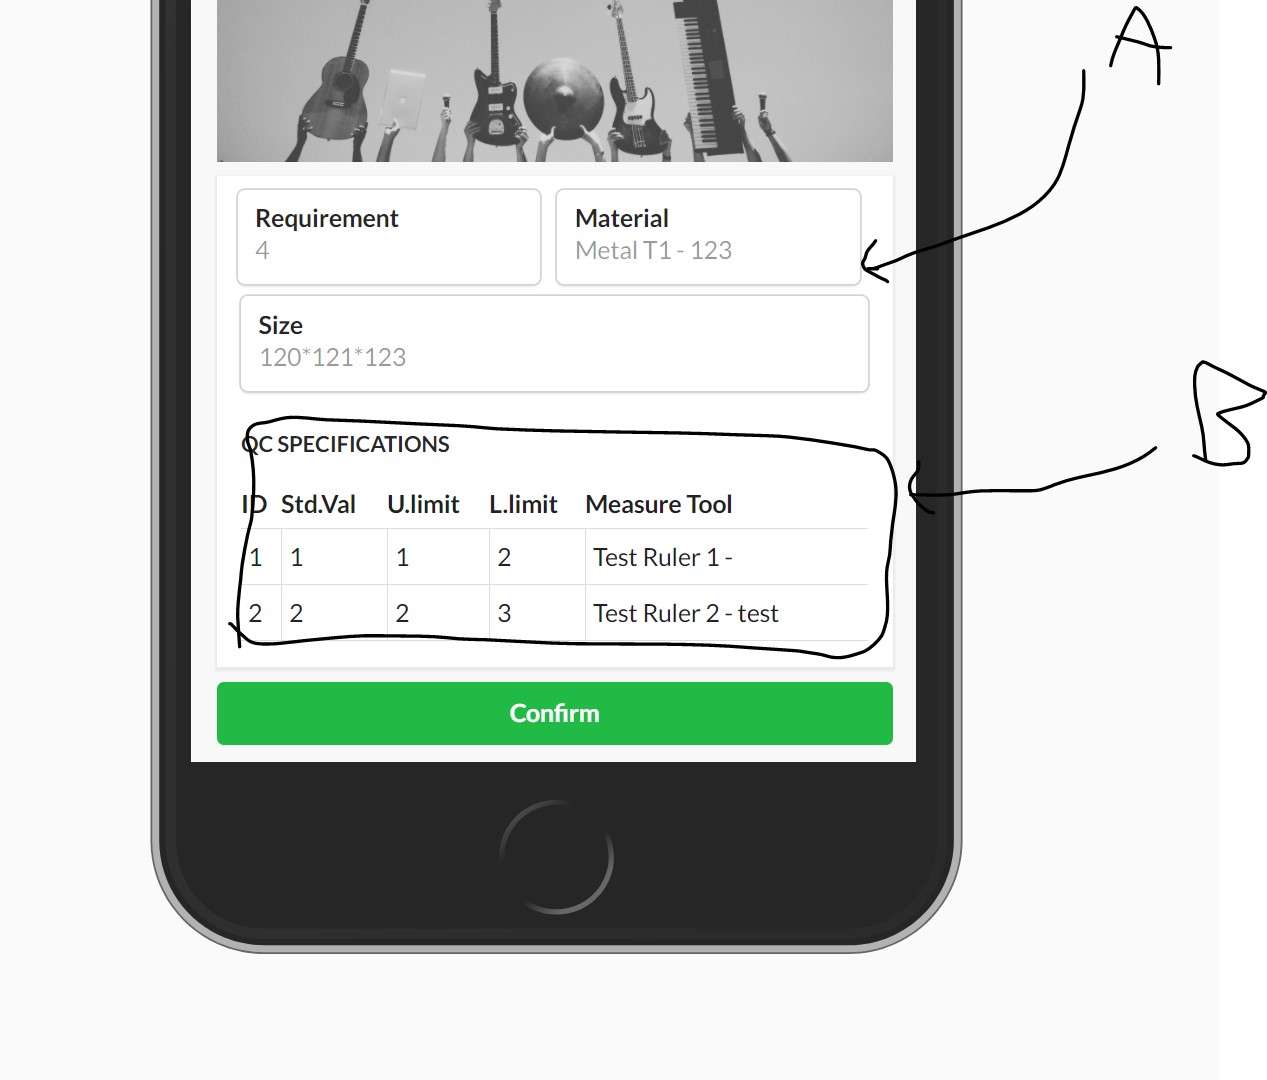 A
Requirement
4
Material
Metal T1 - 123
Size
120*121*123
B
QC SPECIFICATIONS
ID Std.Val U.limit L.limit Measure Tool
1 1 1 2 Test Ruler 1 -
2 2 2 3 Test Ruler 2 - test
Confirm